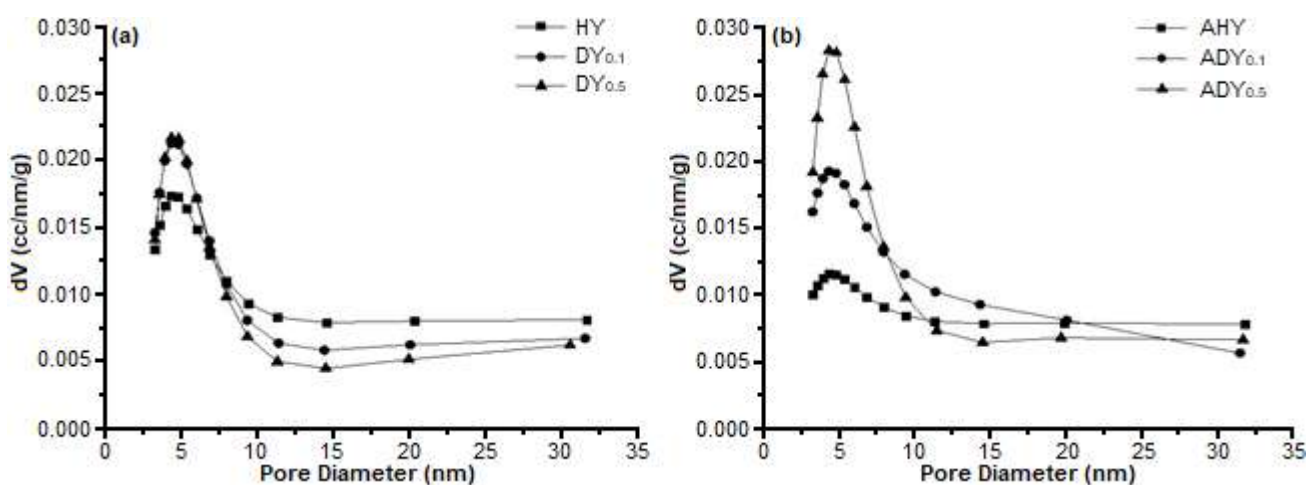 (a)
HY
DY0.1
DY0.5
0.030
0.025
0.020
0.015
0.010
0.005
0.000
dV (cc/nm/g)
0 5 10 15 20 25 30 35
Pore Diameter (nm)
(b)
AHY
ADY0.1
ADY0.5
0.030
0.025
0.020
0.015
0.010
0.005
0.000
dV (cc/nm/g)
0 5 10 15 20 25 30 35
Pore Diameter (nm)